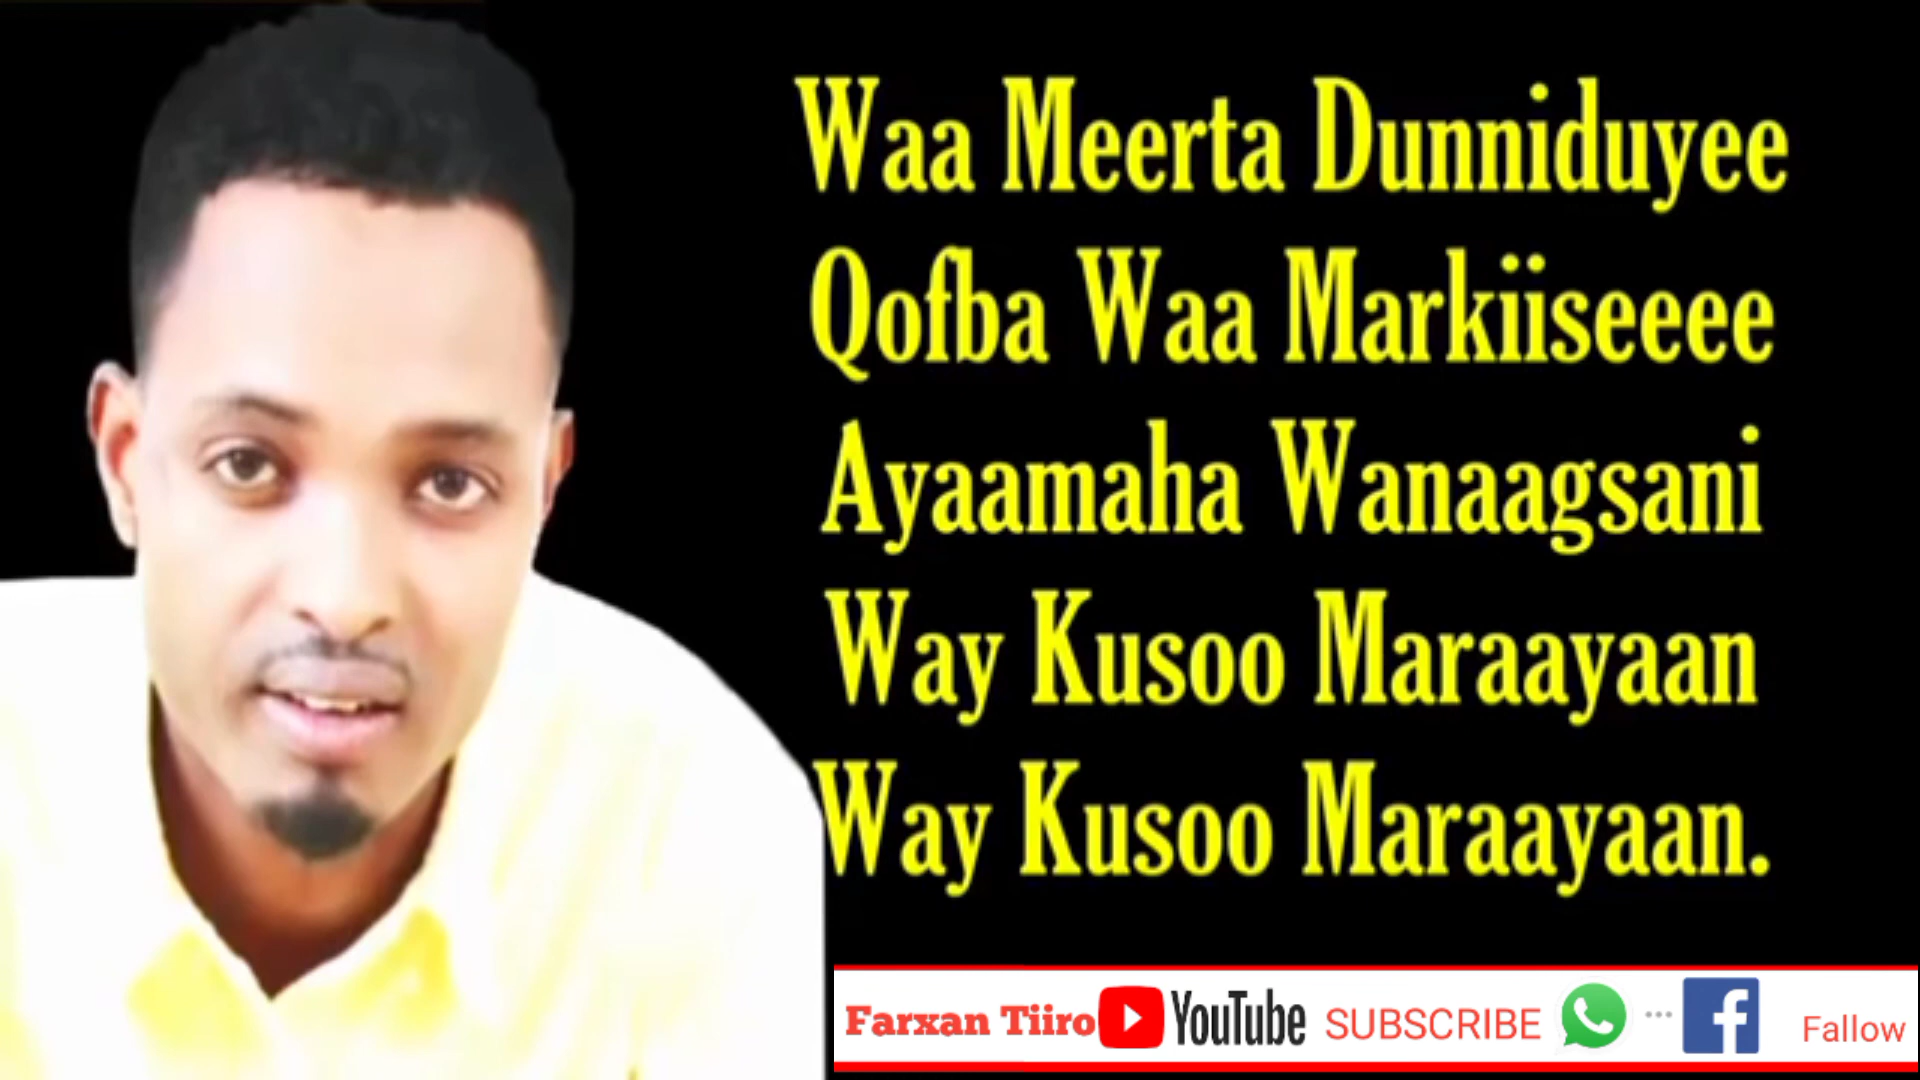 Waa Meerta Dunniduyee
Qofba Waa Markiiseeee
Ayaamaha Wanaagsani
Way Kusoo Maraayaan
Way Kusoo Maraayaan.
Farxan Tiiro YouTube SUBSCRIBE ... Fallow